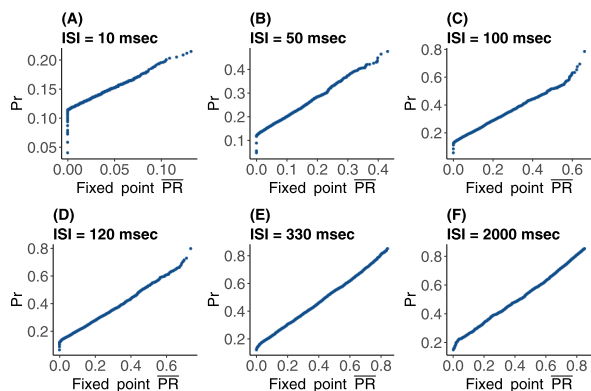 (A)
ISI = 10 msec
Pr
0.20
0.15
0.10
0.05
0.00 0.05 0.10
Fixed point PR
(B)
ISI = 50 msec
Pr
0.4
0.3
0.2
0.1
0.0 0.1 0.2 0.3 0.4
Fixed point PR
(C)
ISI = 100 msec
Pr
0.8
0.6
0.4
0.2
0.0 0.2 0.4 0.6
Fixed point PR
(D)
ISI = 120 msec
Pr
0.8
0.6
0.4
0.2
0.0 0.2 0.4 0.6
Fixed point PR
(E)
ISI = 330 msec
Pr
0.8
0.6
0.4
0.2
0.0 0.2 0.4 0.6 0.8
Fixed point PR
(F)
ISI = 2000 msec
Pr
0.8
0.6
0.4
0.2
0.0 0.2 0.4 0.6 0.8
Fixed point PR